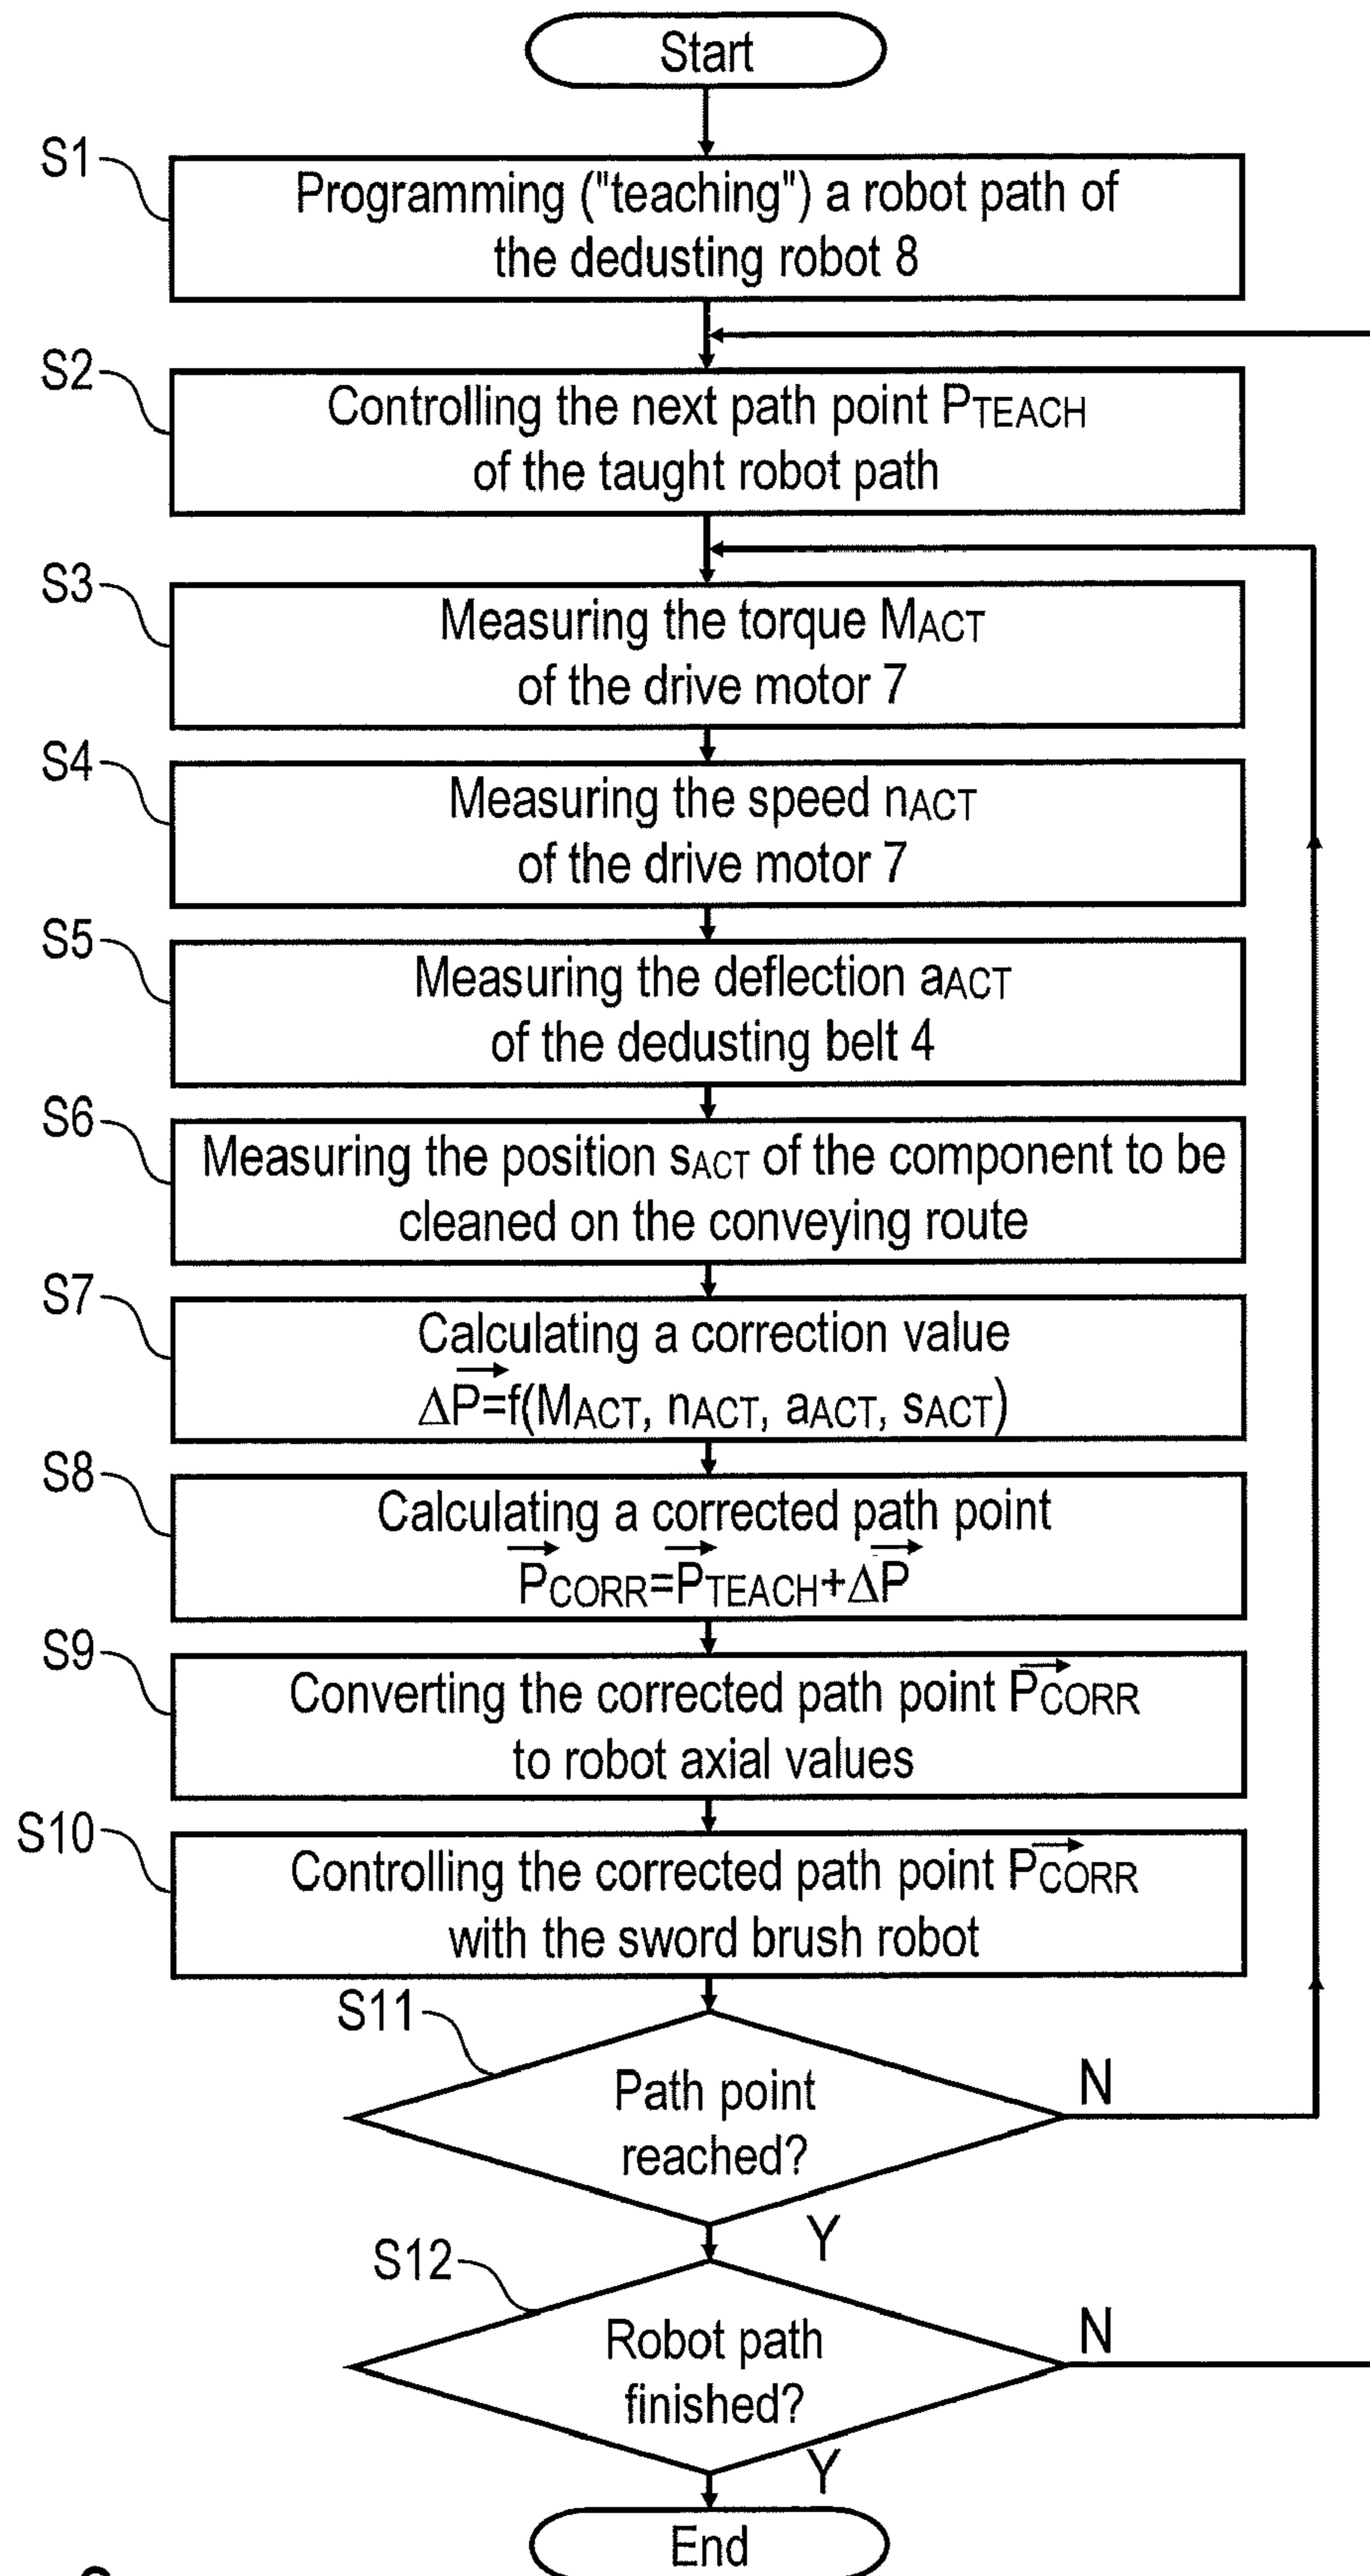 Start
S1
Programming ("teaching") a robot path of
the dedusting robot 8
S2
Controlling the next path point PTEACH
of the taught robot path
S3
Measuring the torque MACT
of the drive motor 7
S4
Measuring the speed nACT
of the drive motor 7
S5
Measuring the deflection aACT
of the dedusting belt 4
S6
Measuring the position sACT of the component to be
cleaned on the conveying route
S7
Calculating a correction value
ΔP=f(MACT, nACT, aACT, sACT)
S8
Calculating a corrected path point
PCORR=PTEACH+ΔP
S9
Converting the corrected path point PCORR
to robot axial values
S10
Controlling the corrected path point PCORR
with the sword brush robot
S11
Path point
reached?
N
Y
S12
Robot path
finished?
N
Y
End